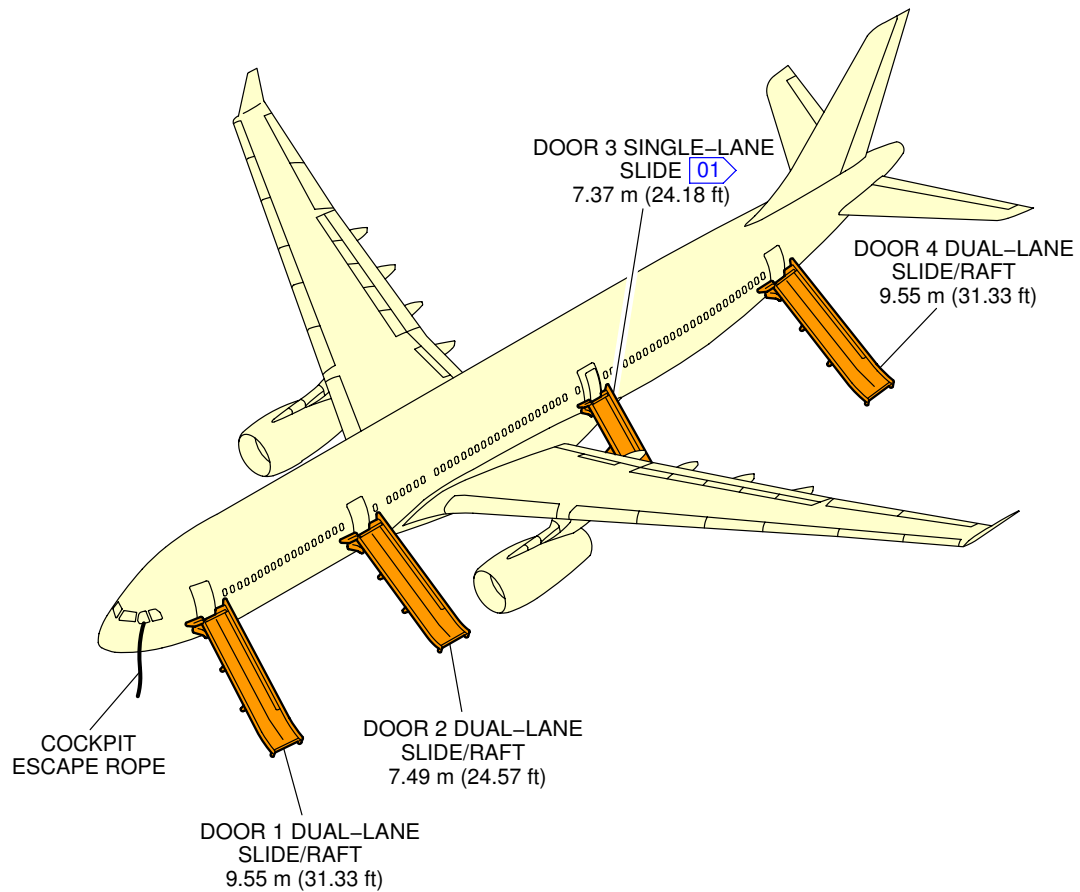 DOOR 3 SINGLE−LANE
SLIDE 01
7.37 m (24.18 ft)
DOOR 4 DUAL−LANE
SLIDE/RAFT
9.55 m (31.33 ft)
COCKPIT
ESCAPE ROPE
DOOR 2 DUAL−LANE
SLIDE/RAFT
7.49 m (24.57 ft)
DOOR 1 DUAL−LANE
SLIDE/RAFT
9.55 m (31.33 ft)